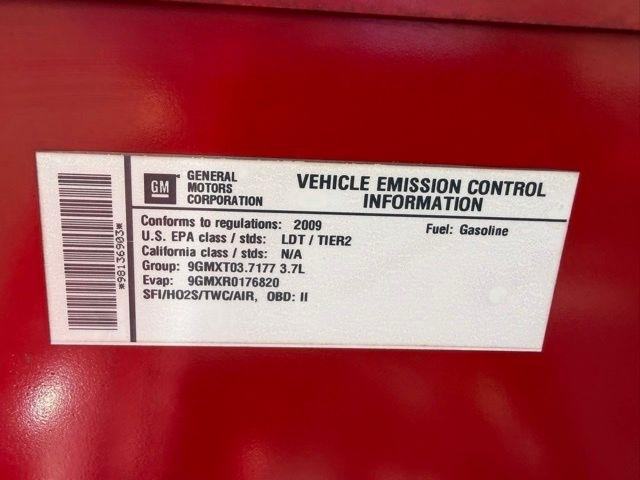 GM
GENERAL
MOTORS
CORPORATION
VEHICLE EMISSION CONTROL
INFORMATION
Conforms to regulations: 2009
Fuel: Gasoline
U.S. EPA class / stds: LDT / TIER2
California class / stds: N/A
Group: 9GMXT03.7177 3.7L
Evap: 9GMXR0176820
SFI/HO2S/TWC/AIR, OBD: II
*98136903*